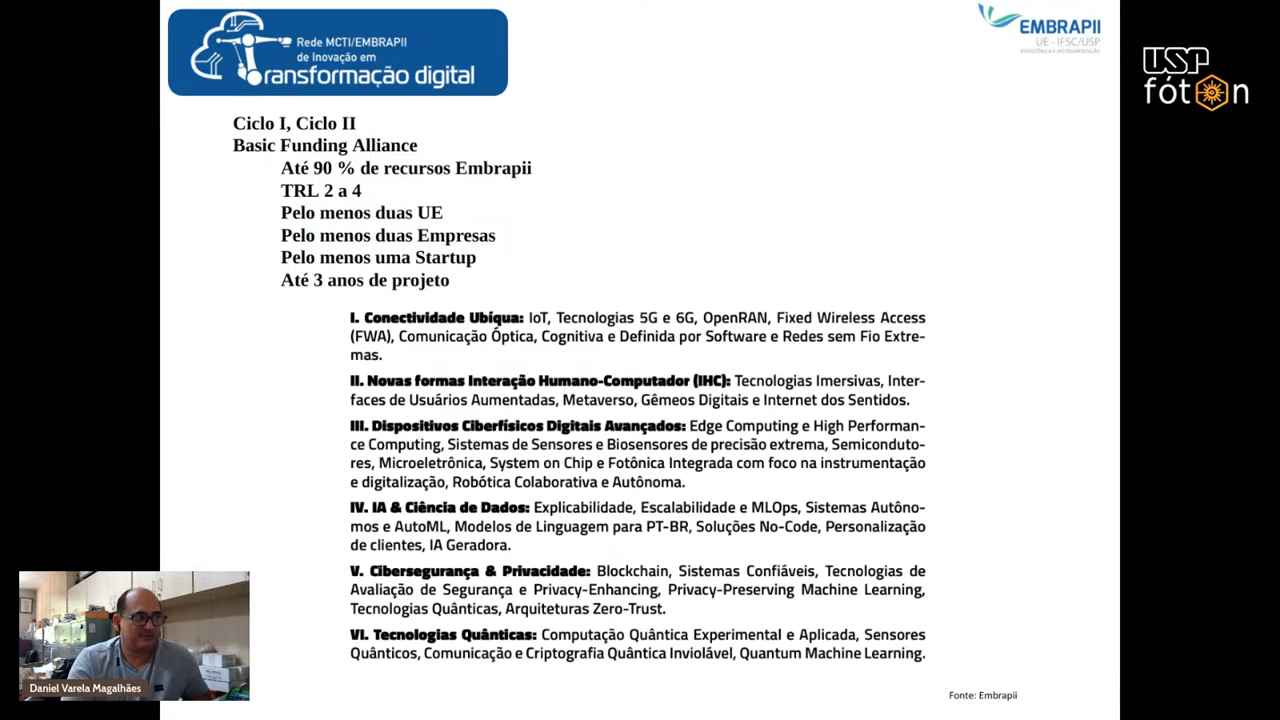 Rede MCTI/EMBRAPII
de Inovação em
Transformação digital
EMBRAPII
UE - IFSC/USP
BIOFOTÔNICA E INSTRUMENTAÇÃO
USP
fóton
Ciclo I, Ciclo II
Basic Funding Alliance
Até 90 % de recursos Embrapii
TRL 2 a 4
Pelo menos duas UE
Pelo menos duas Empresas
Pelo menos uma Startup
Até 3 anos de projeto
I. Conectividade Ubíqua: IoT, Tecnologias 5G e 6G, OpenRAN, Fixed Wireless Access
(FWA), Comunicação Óptica, Cognitiva e Definida por Software e Redes sem Fio Extre-
mas.
II. Novas formas Interação Humano-Computador (IHC): Tecnologias Imersivas, Inter-
faces de Usuários Aumentadas, Metaverso, Gêmeos Digitais e Internet dos Sentidos.
III. Dispositivos Ciberfísicos Digitais Avançados: Edge Computing e High Performan-
ce Computing, Sistemas de Sensores e Biosensores de precisão extrema, Semiconduto-
res, Microeletrônica, System on Chip e Fotônica Integrada com foco na instrumentação
e digitalização, Robótica Colaborativa e Autônoma.
IV. IA & Ciência de Dados: Explicabilidade, Escalabilidade e MLOps, Sistemas Autôno-
mos e AutoML, Modelos de Linguagem para PT-BR, Soluções No-Code, Personalização
de clientes, IA Geradora.
V. Cibersegurança & Privacidade: Blockchain, Sistemas Confiáveis, Tecnologias de
Avaliação de Segurança e Privacy-Enhancing, Privacy-Preserving Machine Learning,
Tecnologias Quânticas, Arquiteturas Zero-Trust.
VI. Tecnologias Quânticas: Computação Quântica Experimental e Aplicada, Sensores
Quânticos, Comunicação e Criptografia Quântica Inviolável, Quantum Machine Learning.
Daniel Varela Magalhães
Fonte: Embrapii